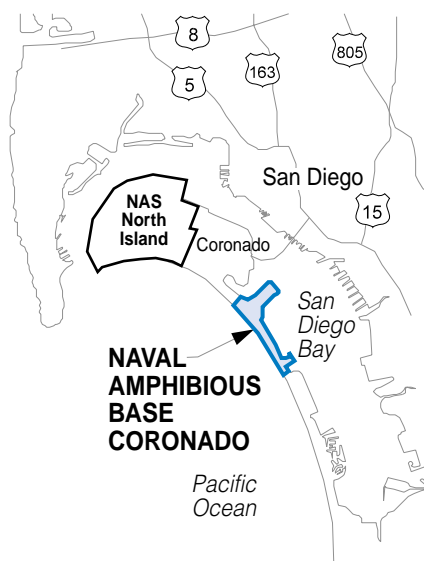 8
805
5
163
San Diego
NAS
North
Island
15
Coronado
San
Diego
Bay
NAVAL
AMPHIBIOUS
BASE
CORONADO
Pacific
Ocean